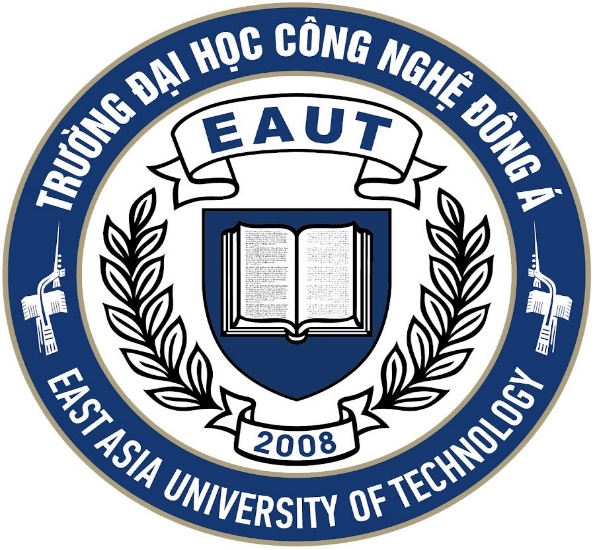 TRƯỜNG ĐẠI HỌC CÔNG NGHỆ ĐÔNG Á
EAUT
2008
EAST ASIA UNIVERSITY OF TECHNOLOGY